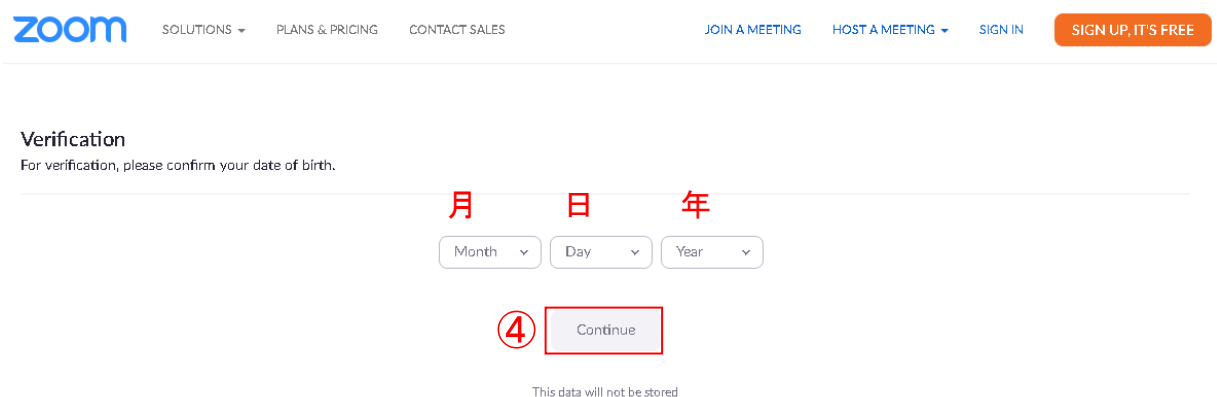 zoom SOLUTIONS PLANS & PRICING CONTACT SALES JOIN A MEETING HOST A MEETING SIGN IN SIGN UP, IT'S FREE
Verification
For verification, please confirm your date of birth.
月 日 年
Month Day Year
④ Continue
This data will not be stored